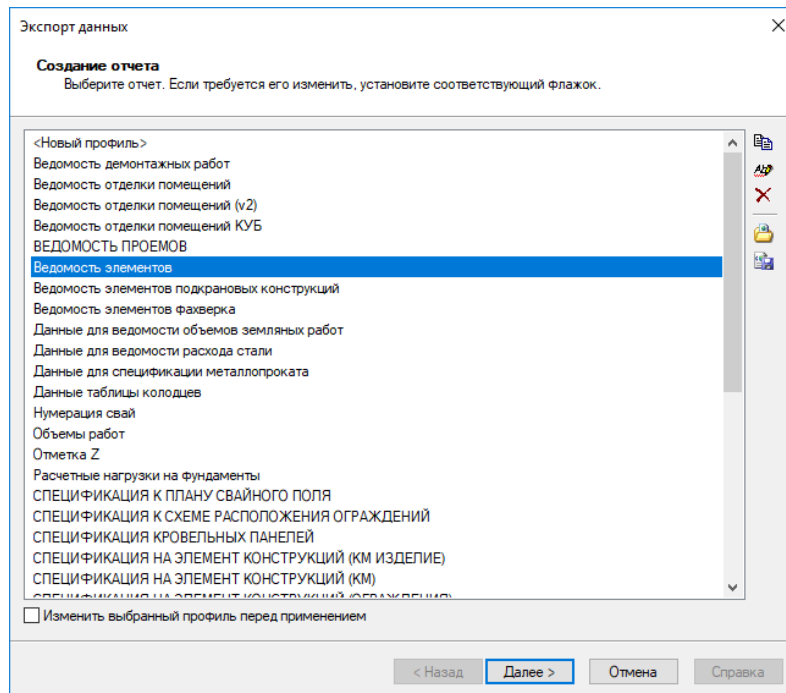 Экспорт данных
Создание отчета
Выберите отчет. Если требуется его изменить, установите соответствующий флажок.
<Новый профиль>
Ведомость демонтажных работ
Ведомость отделки помещений
Ведомость отделки помещений (v2)
Ведомость отделки помещений КУБ
ВЕДОМОСТЬ ПРОЕМОВ
Ведомость элементов
Ведомость элементов подкрановых конструкций
Ведомость элементов фахверка
Данные для ведомости объемов земляных работ
Данные для ведомости расхода стали
Данные для спецификации металлопроката
Данные таблицы колодцев
Нумерация свай
Объемы работ
Отметка Z
Расчетные нагрузки на фундаменты
СПЕЦИФИКАЦИЯ К ПЛАНУ СВАЙНОГО ПОЛЯ
СПЕЦИФИКАЦИЯ К СХЕМЕ РАСПОЛОЖЕНИЯ ОГРАЖДЕНИЙ
СПЕЦИФИКАЦИЯ КРОВЕЛЬНЫХ ПАНЕЛЕЙ
СПЕЦИФИКАЦИЯ НА ЭЛЕМЕНТ КОНСТРУКЦИЙ (КМ ИЗДЕЛИЕ)
СПЕЦИФИКАЦИЯ НА ЭЛЕМЕНТ КОНСТРУКЦИЙ (КМ)
СПЕЦИФИКАЦИЯ НА ЭЛЕМЕНТ КОНСТРУКЦИЙ (ОГРАЖДЕНИЯ)
Изменить выбранный профиль перед применением
< Назад Далее > Отмена Справка